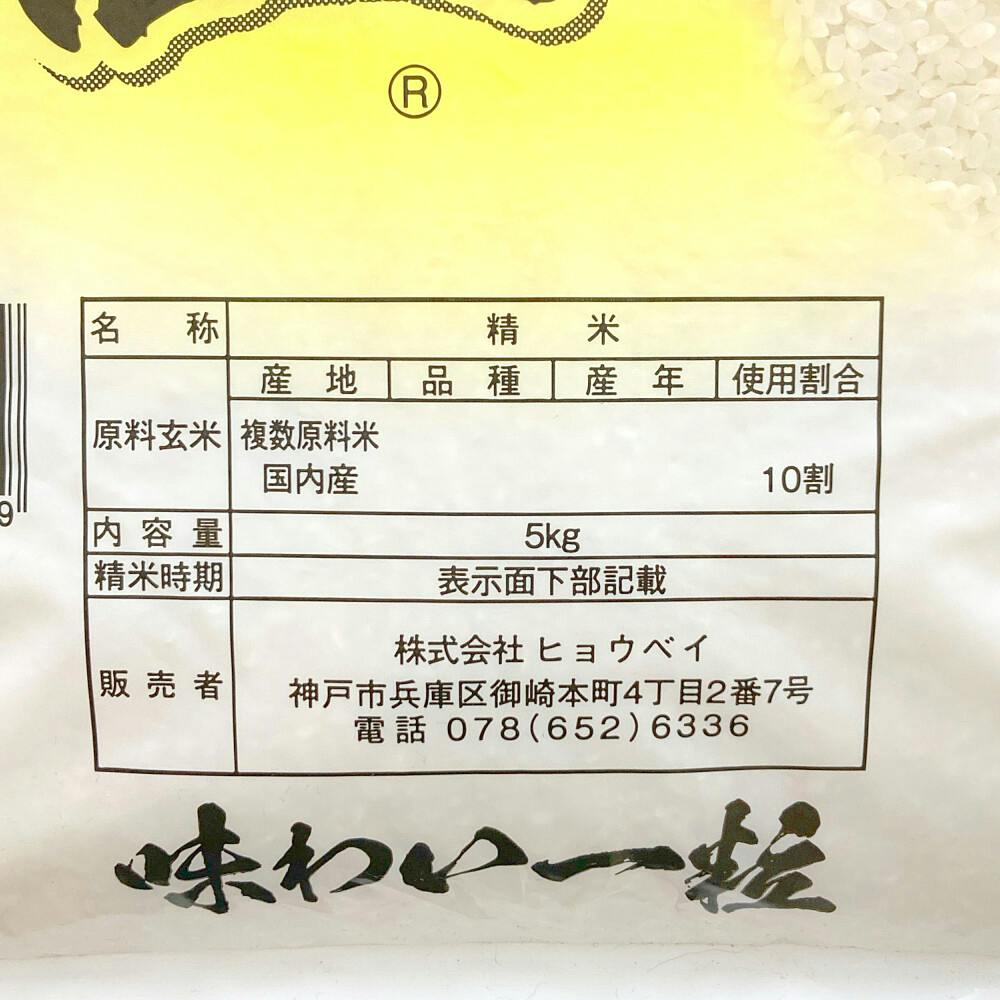 ®
名称 精米
産地 品種 産年 使用割合
原料玄米 複数原料米
国内産 10割
内容量 5kg
精米時期 表示面下部記載
販売者
株式会社 ヒョウベイ
神戸市兵庫区御崎本町4丁目2番7号
電話 078(652)6336
味わい一粒
9